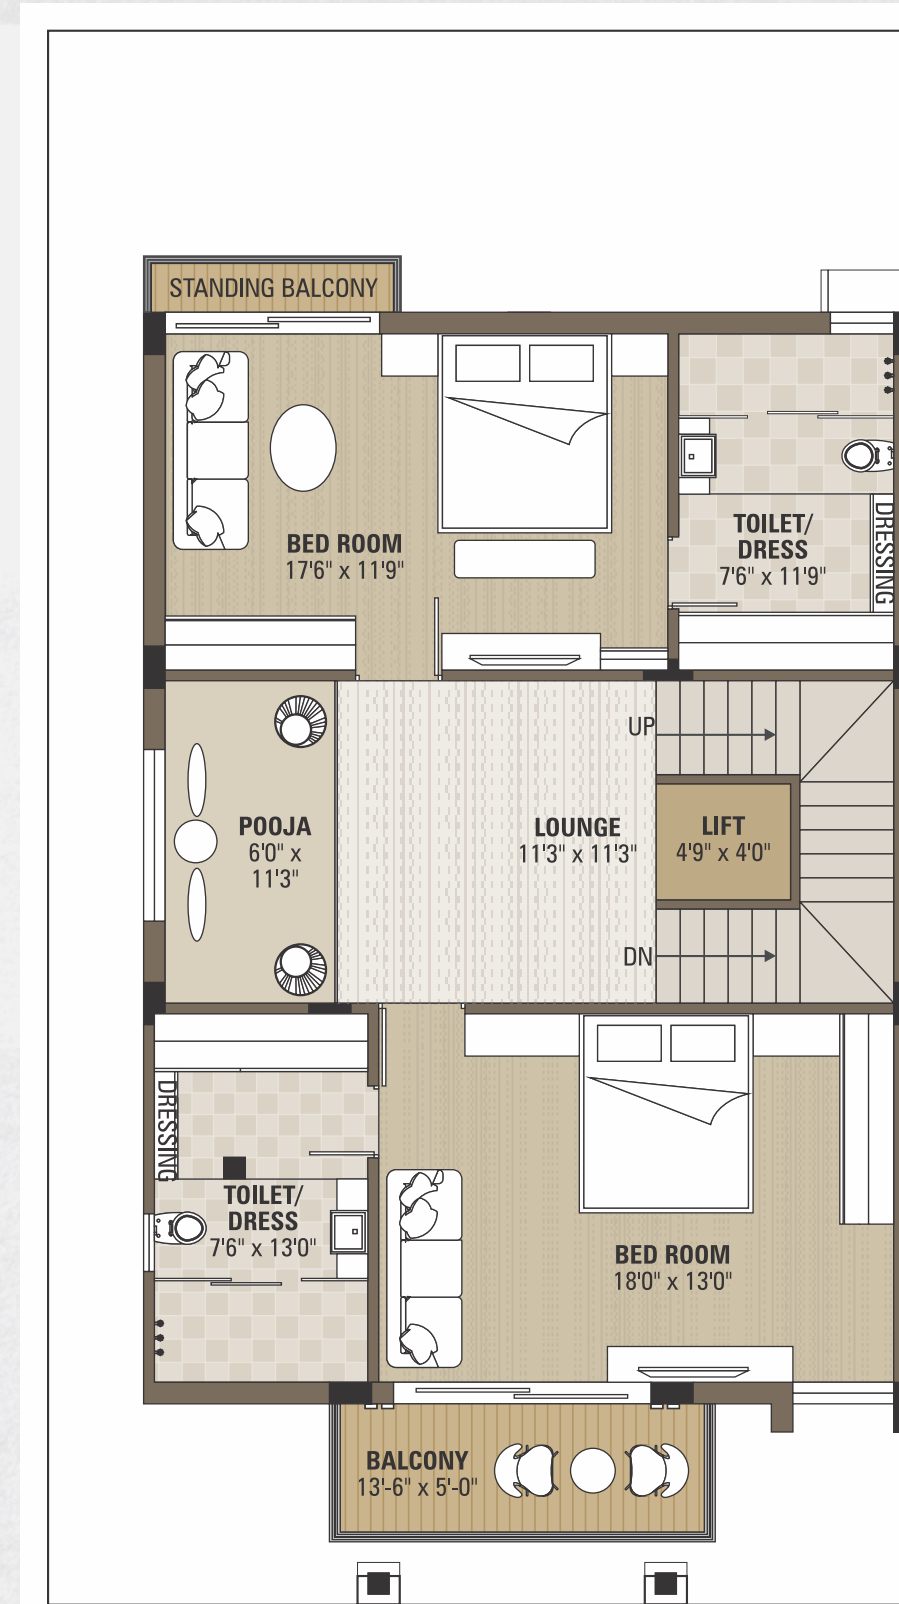 STANDING BALCONY
BED ROOM
17'6" x 11'9"
TOILET/
DRESS
7'6" x 11'9"
DRESSING
UP
POOJA
6'0" x
11'3"
LOUNGE
11'3" x 11'3"
LIFT
4'9" x 4'0"
DN
DRESSING
TOILET/
DRESS
7'6" x 13'0"
BED ROOM
18'0" x 13'0"
BALCONY
13'-6" x 5'-0"